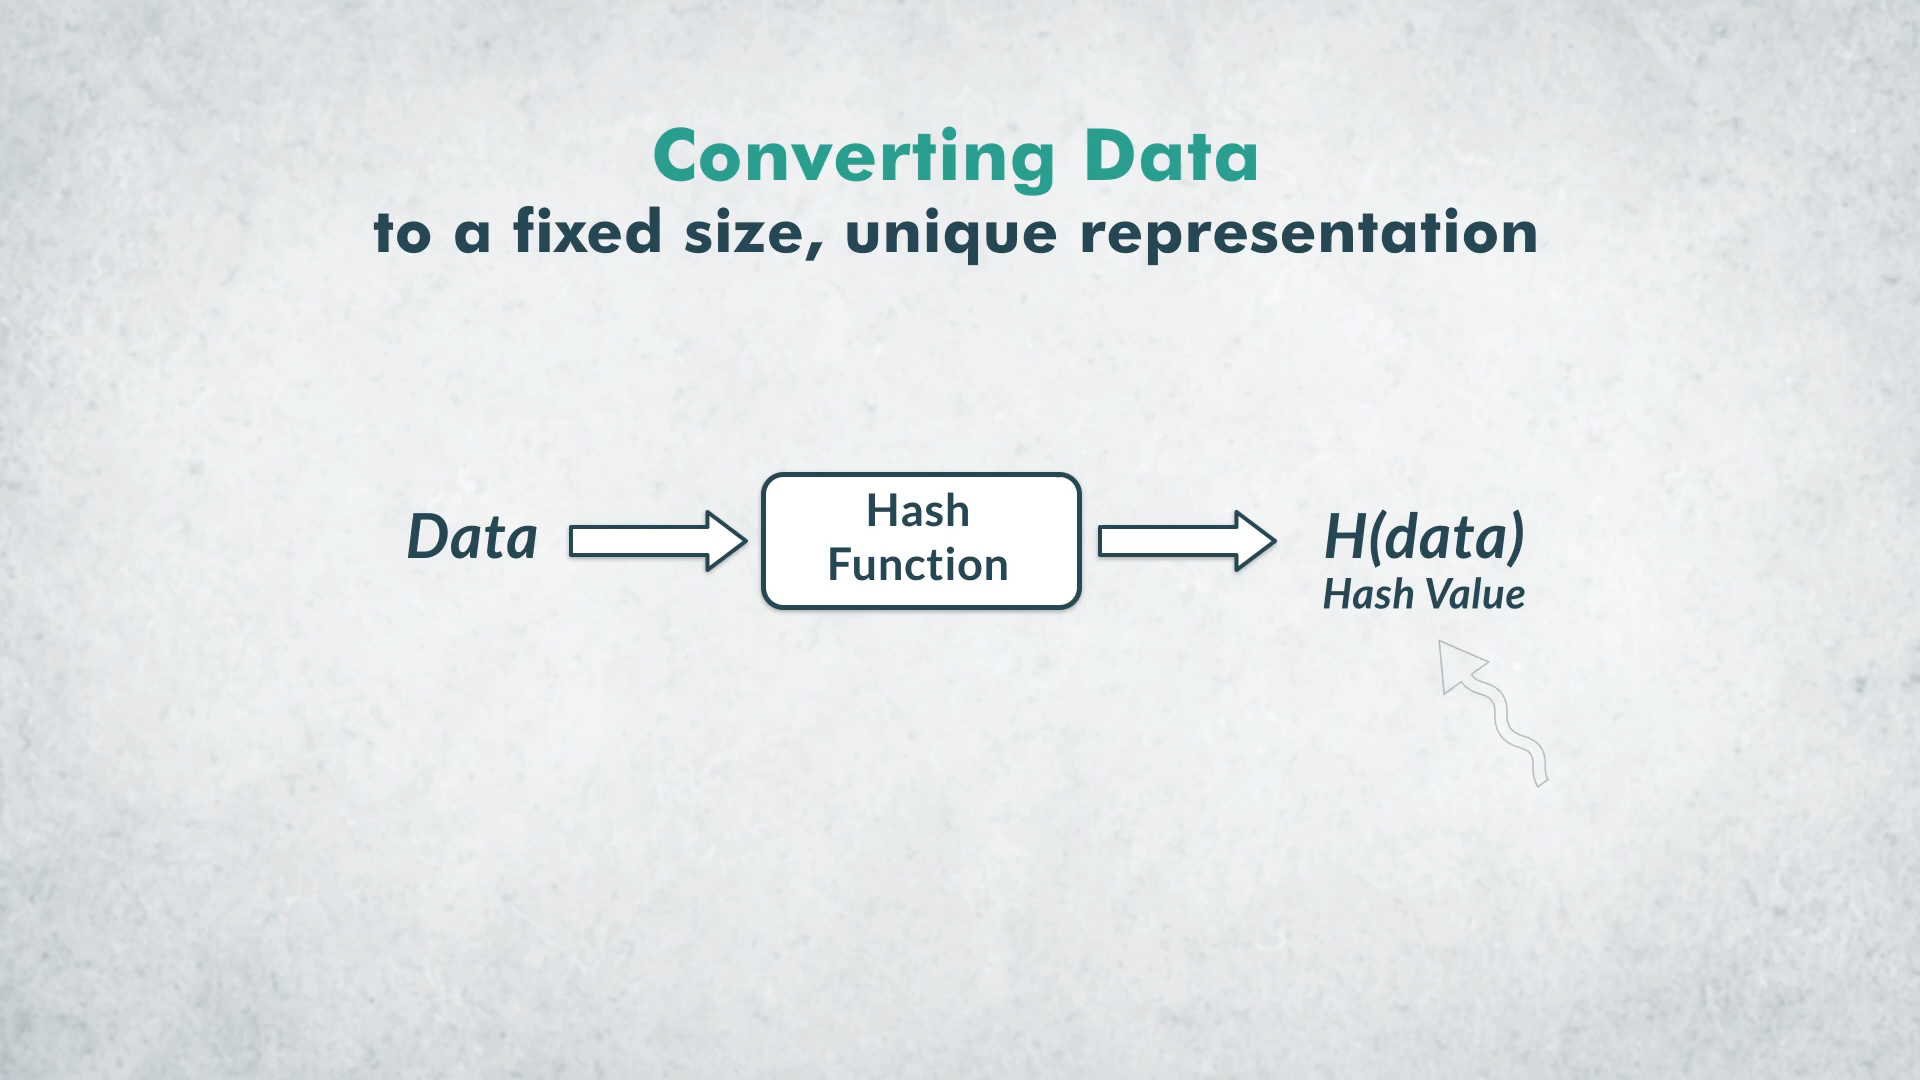 Converting Data
to a fixed size, unique representation
Data
Hash
Function
H(data)
Hash Value